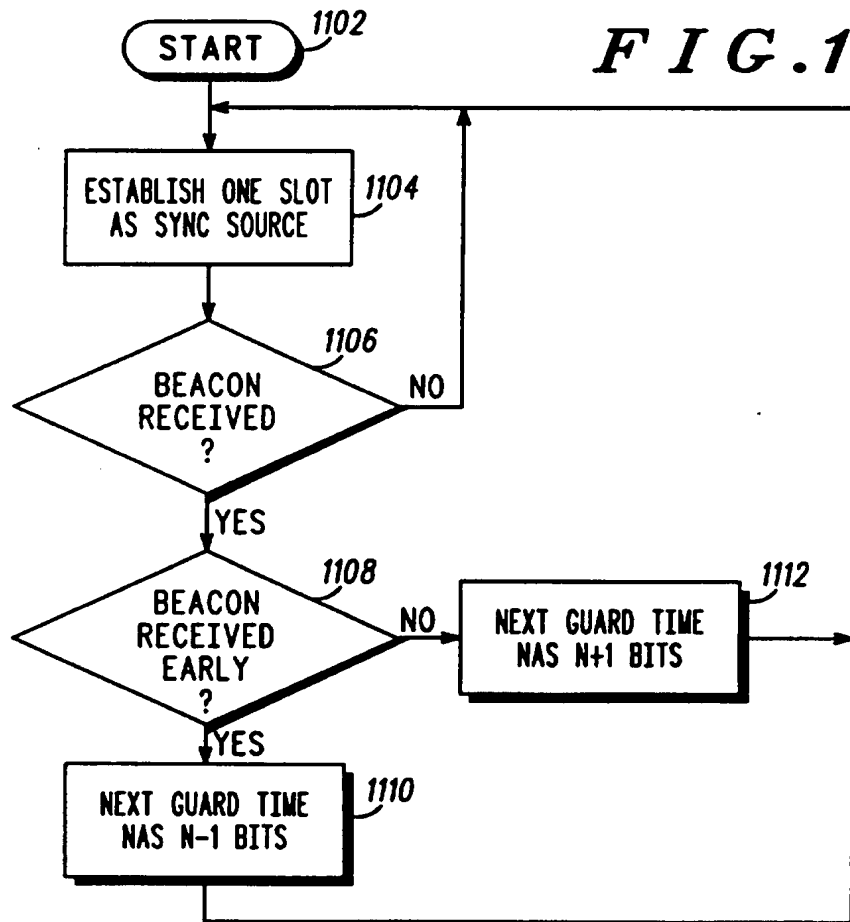 START
1102
FIG.1
ESTABLISH ONE SLOT
AS SYNC SOURCE
1104
BEACON
RECEIVED
?
1106
NO
YES
BEACON
RECEIVED
EARLY
?
1108
NO
NEXT GUARD TIME
NAS N+1 BITS
1112
YES
NEXT GUARD TIME
NAS N-1 BITS
1110